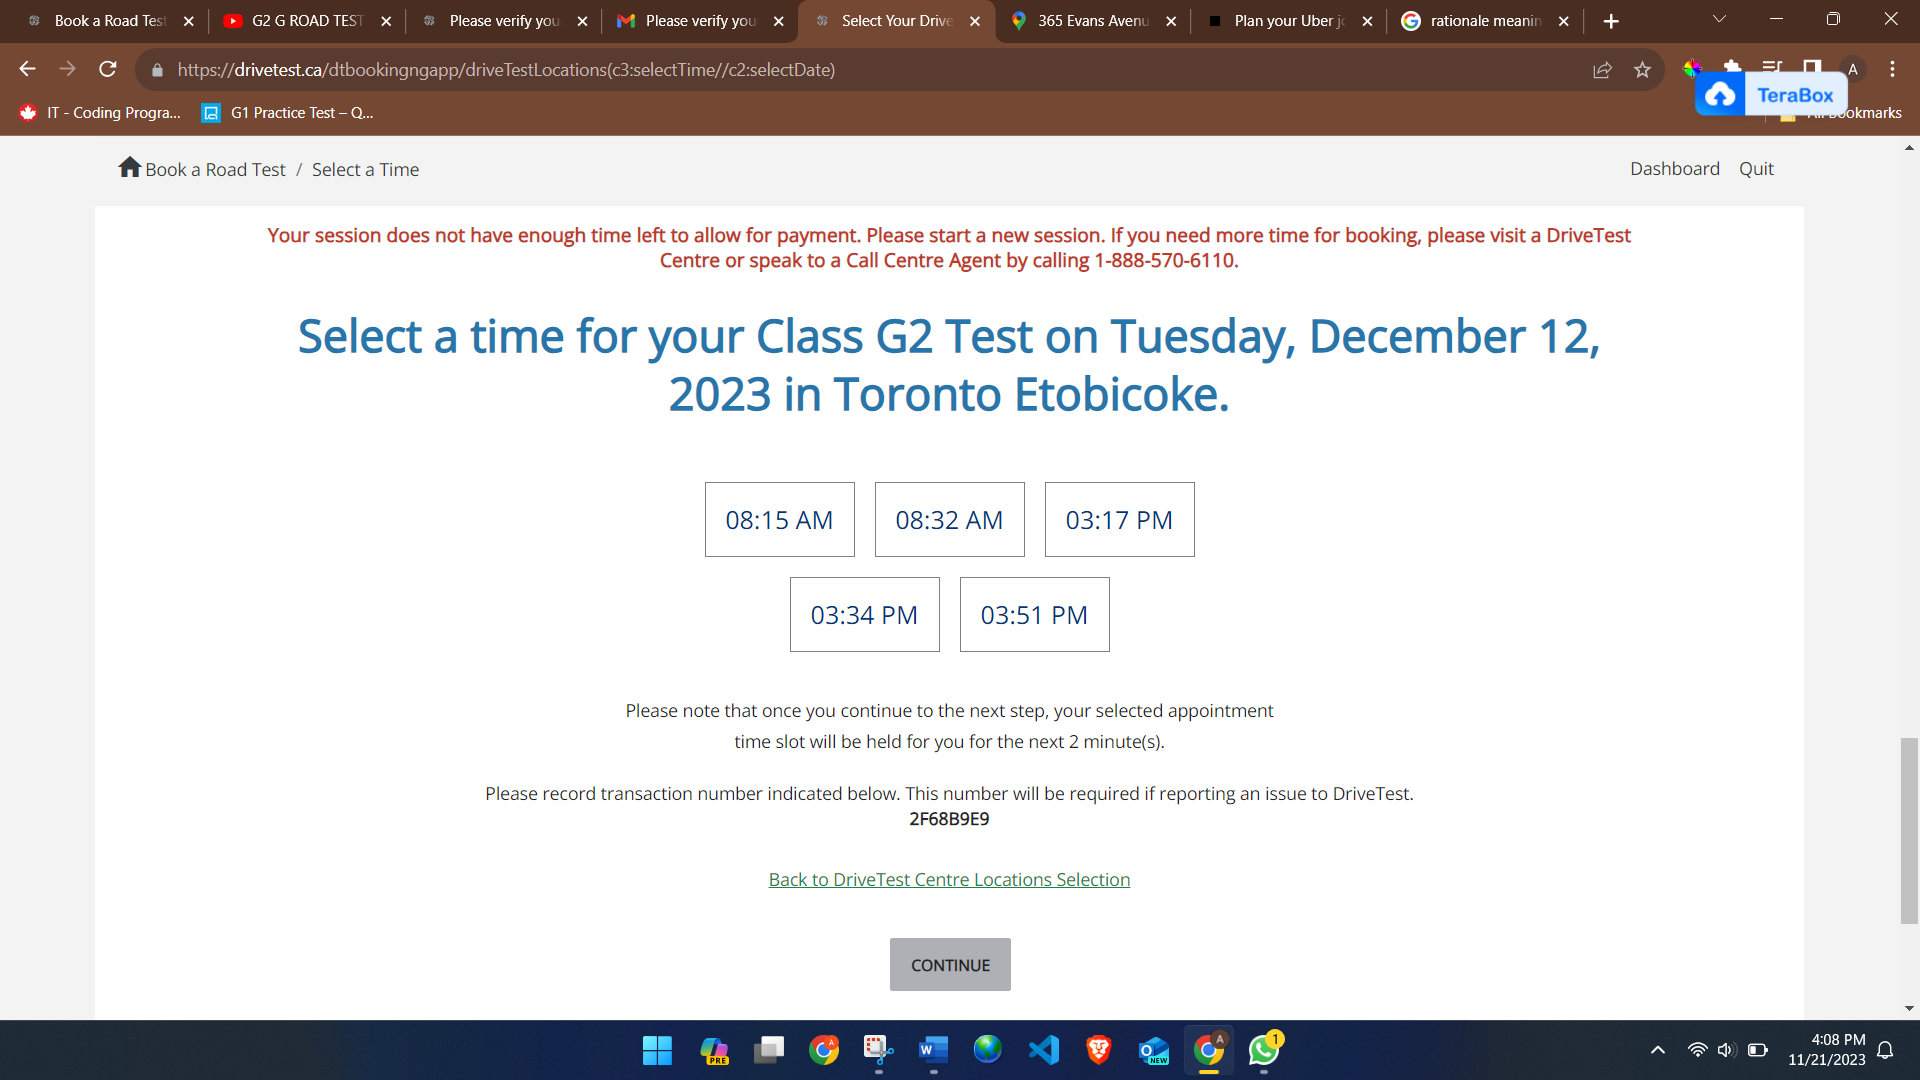 Book a Road Test
G2 G ROAD TEST
Please verify you
Please verify you
Select Your Drive
365 Evans Avenu
Plan your Uber jo
rationale meanin
https://drivetest.ca/dtbookingngapp/driveTestLocations(c3:selectTime//c2:selectDate)
A
IT - Coding Progra...
G1 Practice Test – Q...
TeraBox
All Bookmarks
Book a Road Test / Select a Time
Dashboard
Quit
Your session does not have enough time left to allow for payment. Please start a new session. If you need more time for booking, please visit a DriveTest
Centre or speak to a Call Centre Agent by calling 1-888-570-6110.
Select a time for your Class G2 Test on Tuesday, December 12,
2023 in Toronto Etobicoke.
08:15 AM
08:32 AM
03:17 PM
03:34 PM
03:51 PM
Please note that once you continue to the next step, your selected appointment
time slot will be held for you for the next 2 minute(s).
Please record transaction number indicated below. This number will be required if reporting an issue to DriveTest.
2F68B9E9
Back to DriveTest Centre Locations Selection
CONTINUE
PRE
A
W
O
NEW
A
1
4:08 PM
11/21/2023